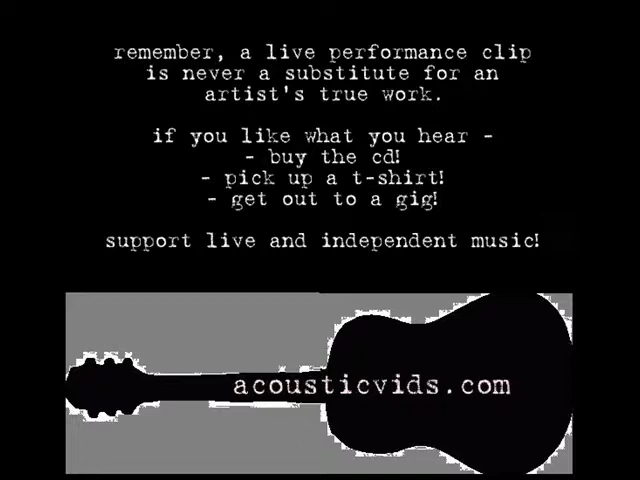 remember, a live performance clip
is never a substitute for an
artist's true work.
if you like what you hear -
- buy the cd!
- pick up a t-shirt!
- get out to a gig!
support live and independent music!
acousticvids.com